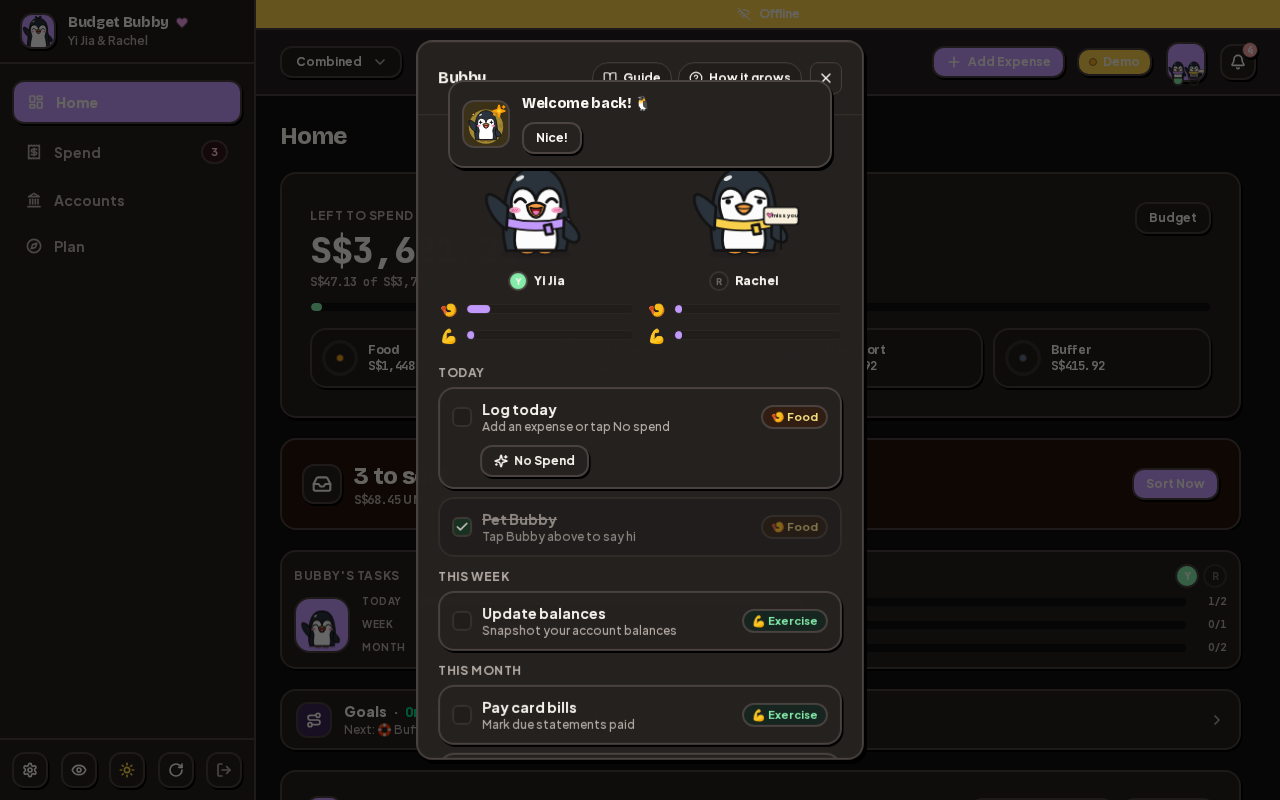 Budget Bubby
Yi Jia & Rachel
Home
Spend
3
Accounts
Plan
Offline
Combined
Add Expense
Demo
4
Home
LEFT TO SPEND
Budget
S$3,6
S$47.13 of S$3,7
Food
S$1,448
ort
92
Buffer
S$415.92
3 to s
S$68.45 U
Sort Now
BUBBY'S TASKS
Y
R
TODAY
1/2
WEEK
0/1
MONTH
0/2
Goals ·
Next:
Buf
Bubby
Guide
How it grows
Welcome back!
Nice!
miss you
Y
Yi Jia
R
Rachel
TODAY
Log today
Add an expense or tap No spend
Food
No Spend
Pet Bubby
Tap Bubby above to say hi
Food
THIS WEEK
Update balances
Snapshot your account balances
Exercise
THIS MONTH
Pay card bills
Mark due statements paid
Exercise